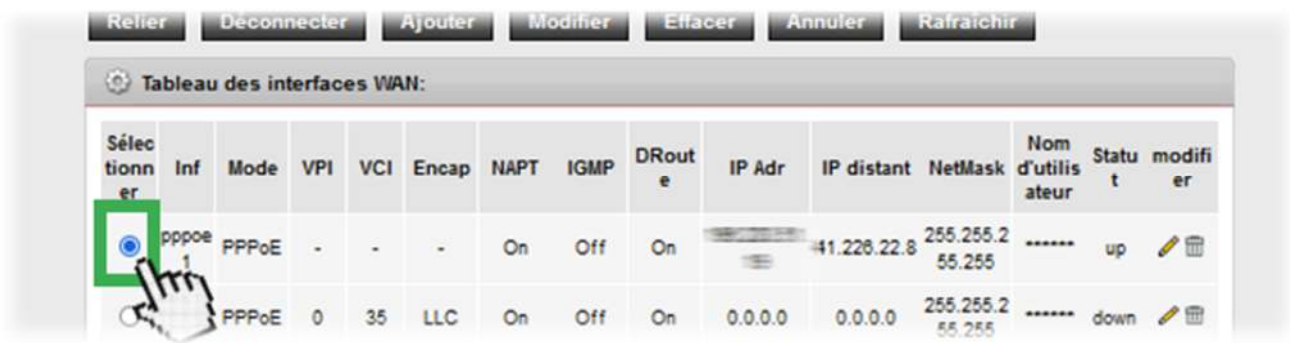 Relier Déconnecter Ajouter Modifier Effacer Annuler Rafraîchir
Tableau des interfaces WAN:
Sélec
tionn
er
Inf
Mode
VPI
VCI
Encap
NAPT
IGMP
DRout
e
IP Adr
IP distant
NetMask
Nom
d'utilis
ateur
Statu
t
modifi
er
pppoe
1
PPPoE - - - On Off On
41.226.22.8
255.255.2
55.255
****** up
PPPoE 0 35 LLC On Off On 0.0.0.0 0.0.0.0
255.255.2
55.255
****** down